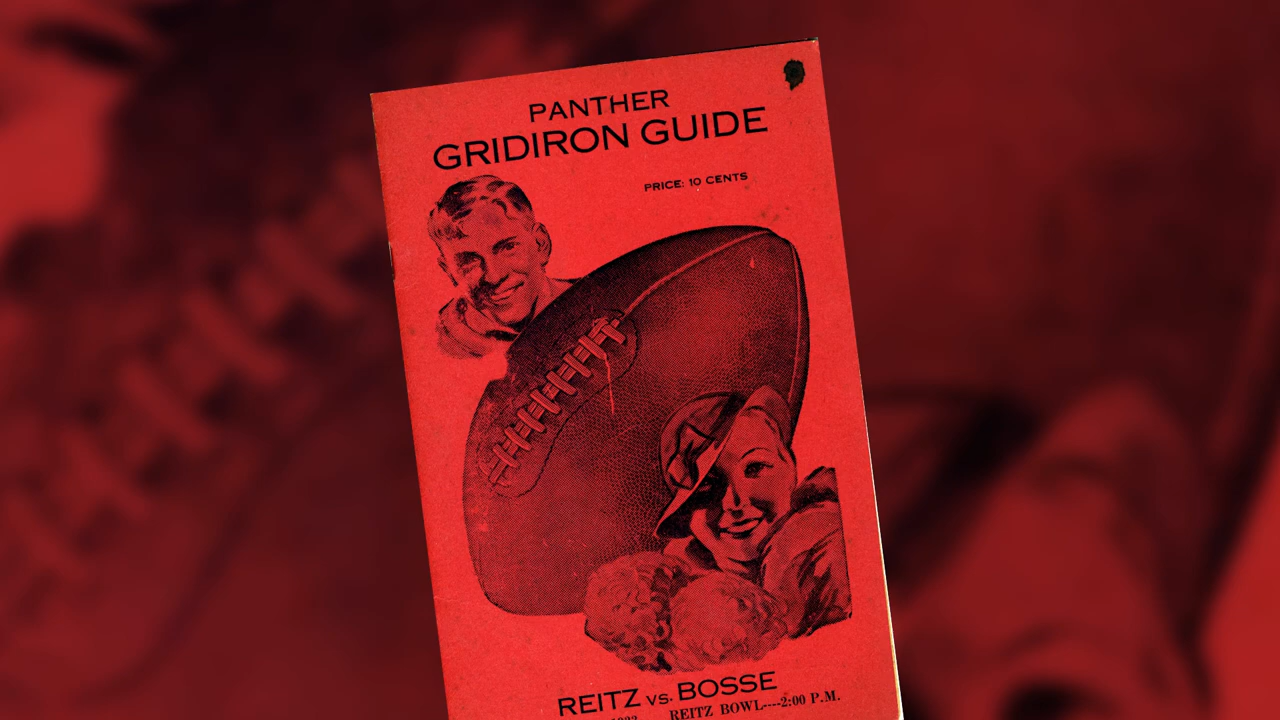 PANTHER
GRIDIRON GUIDE
PRICE: 10 CENTS
REITZ VS. BOSSE
REITZ BOWL----2:00 P.M.